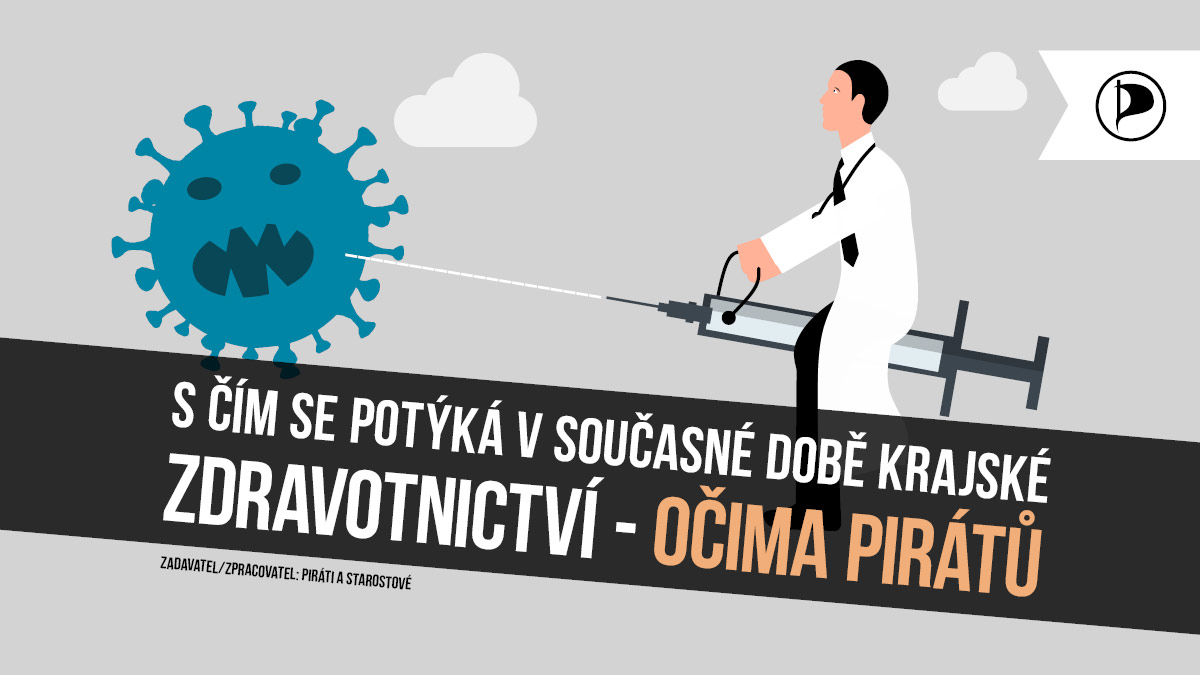 S ČÍM SE POTÝKÁ V SOUČASNÉ DOBĚ KRAJSKÉ
ZDRAVOTNICTVÍ - OČIMA PIRÁTŮ
ZADAVATEL/ZPRACOVATEL: PIRÁTI A STAROSTOVÉ